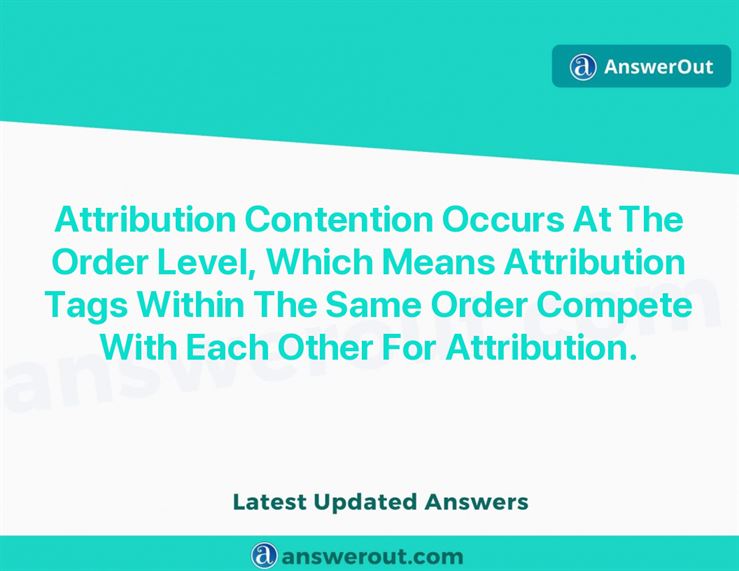 AnswerOut
Attribution Contention Occurs At The
Order Level, Which Means Attribution
Tags Within The Same Order Compete
With Each Other For Attribution.
answerout.com
Latest Updated Answers
answerout.com